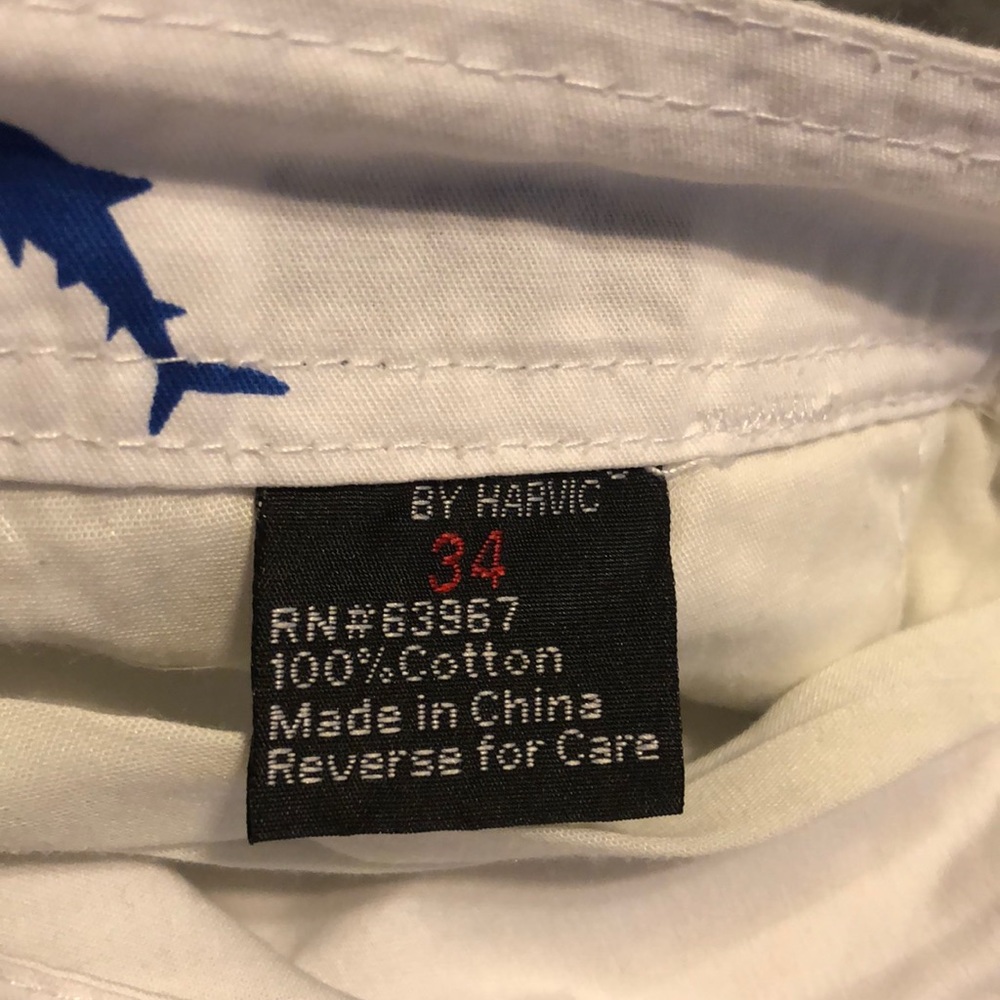 BY HARVIC
34
RN#63967
100%Cotton
Made in China
Reverse for Care